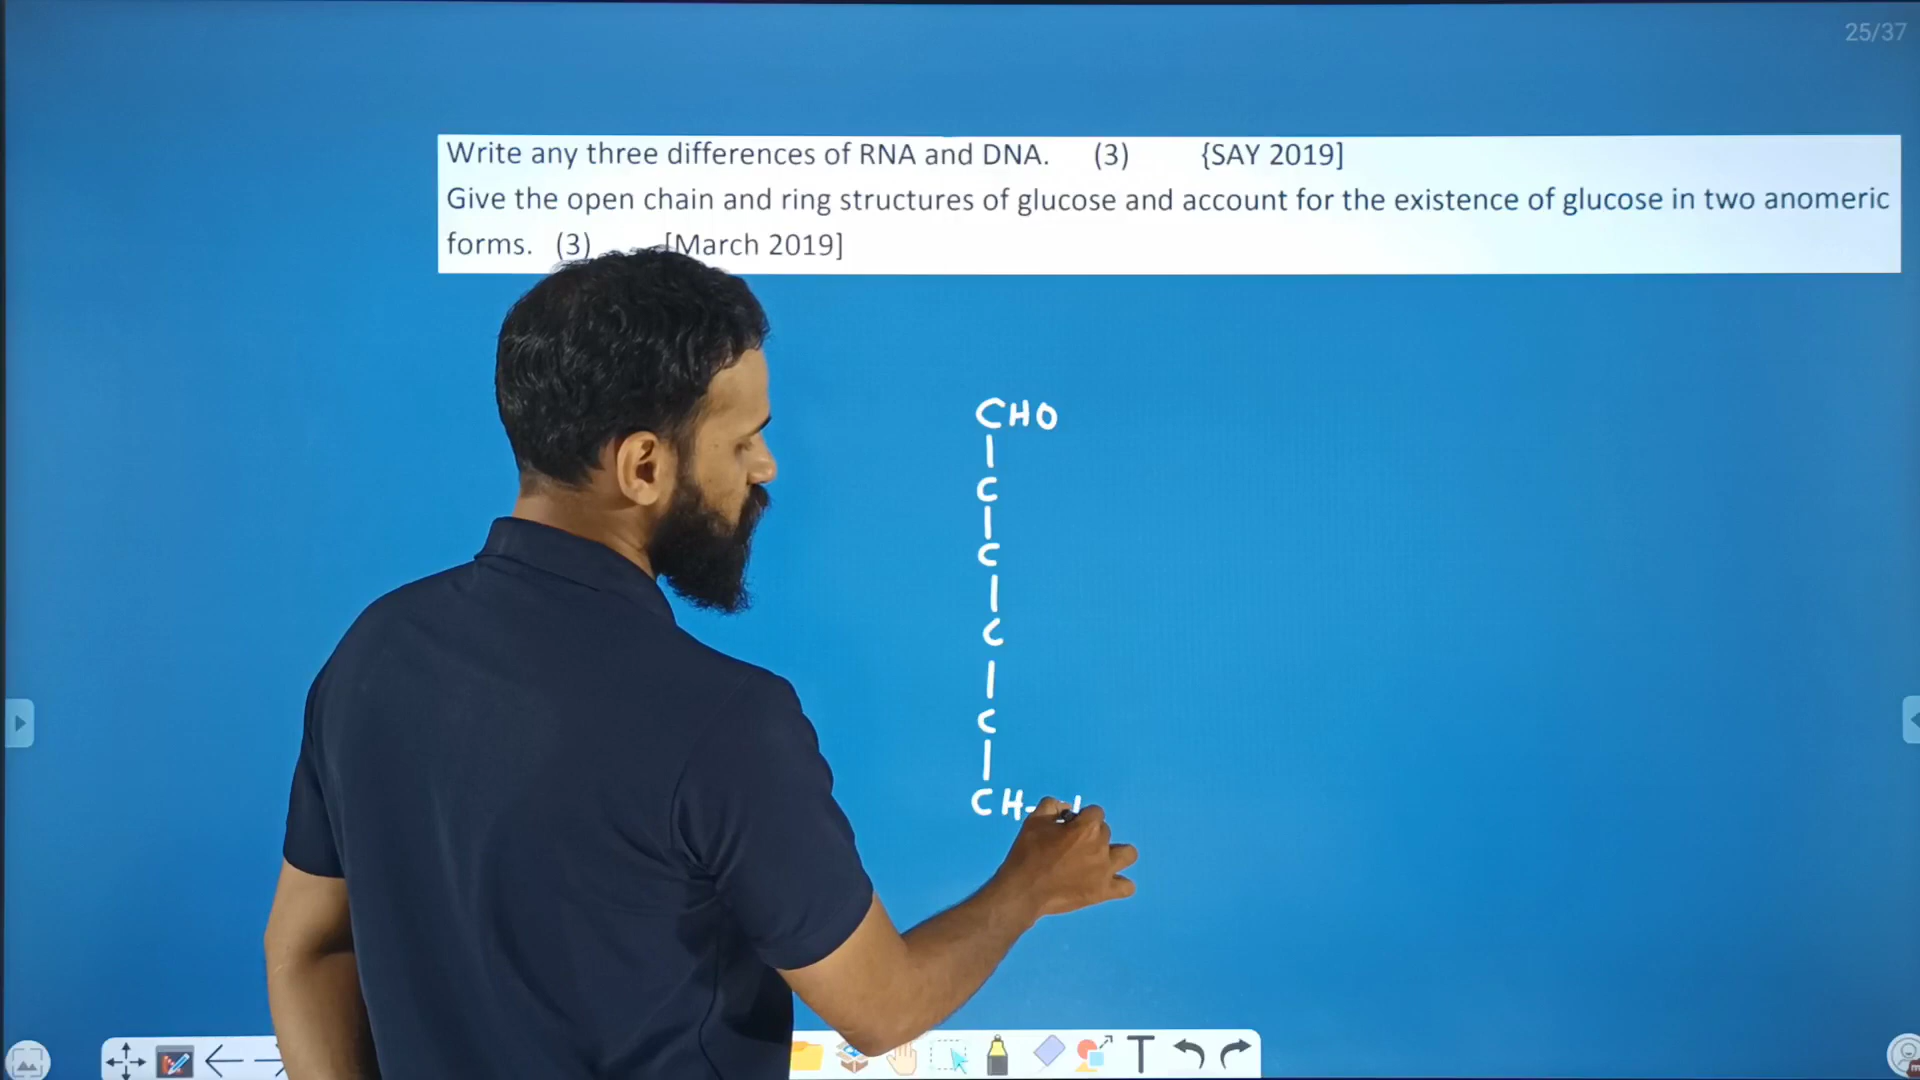 25/37
Write any three differences of RNA and DNA. (3) {SAY 2019]
Give the open chain and ring structures of glucose and account for the existence of glucose in two anomeric
forms. (3) [March 2019]
CHO
C
C
C
C
CH
T